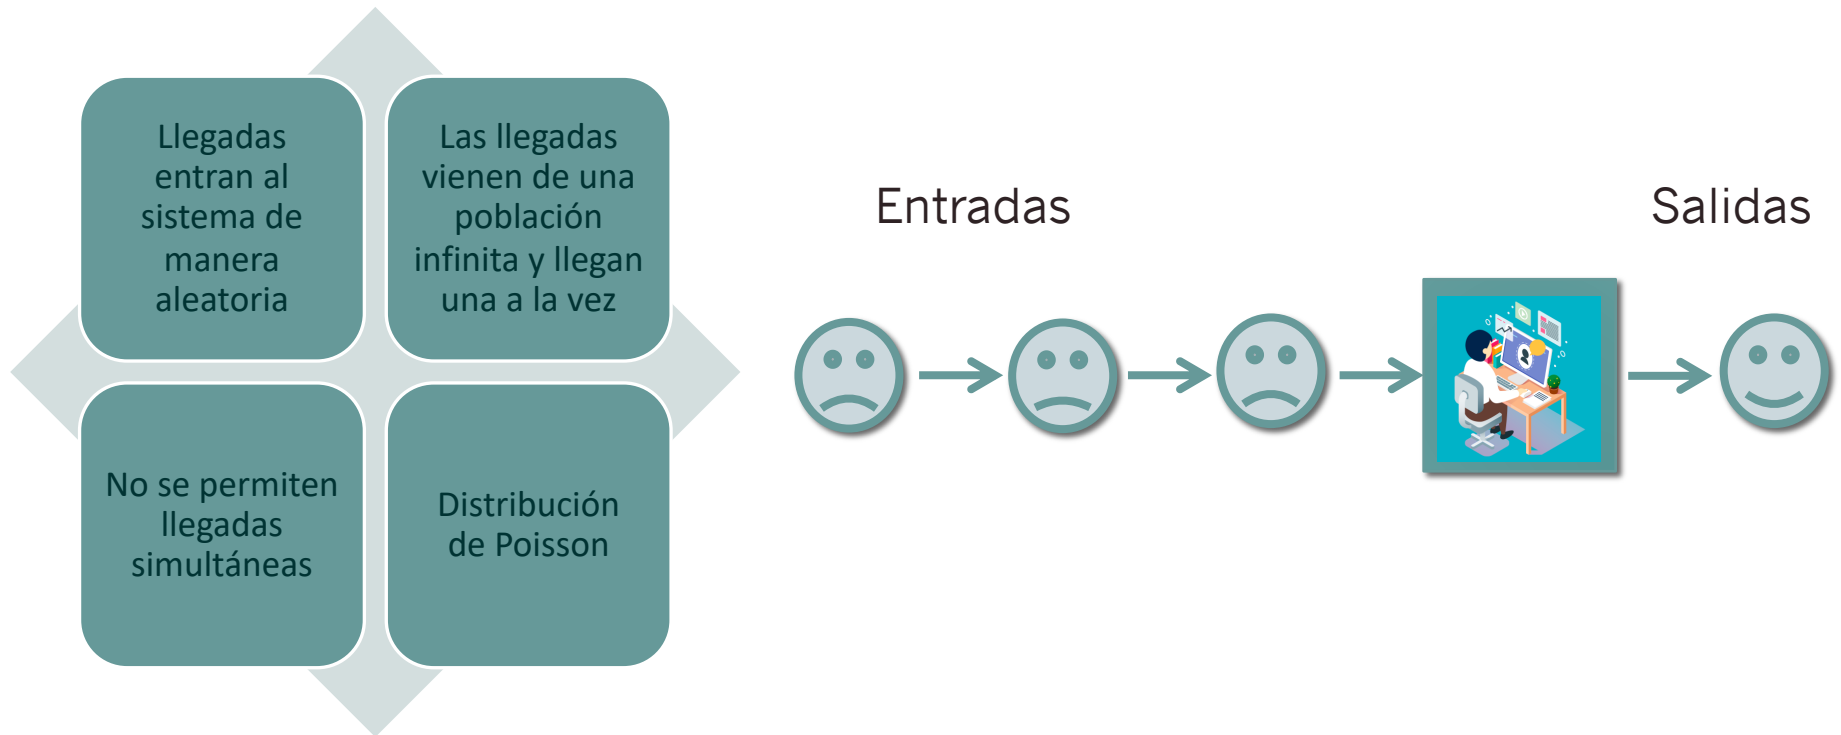 Llegadas
entran al
sistema de
manera
aleatoria
Las llegadas
vienen de una
población
infinita y llegan
una a la vez
No se permiten
llegadas
simultáneas
Distribución
de Poisson
Entradas
Salidas